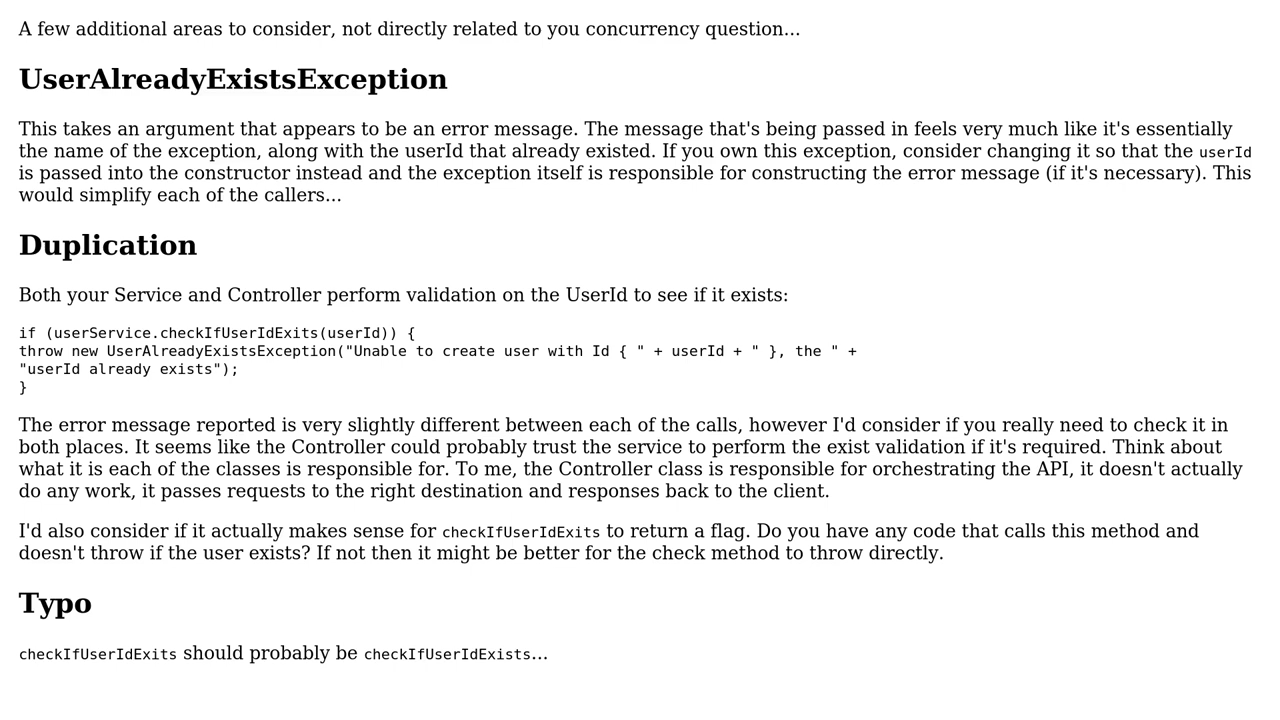 A few additional areas to consider, not directly related to you concurrency question...
UserAlreadyExistsException
This takes an argument that appears to be an error message. The message that's being passed in feels very much like it's essentially
the name of the exception, along with the userId that already existed. If you own this exception, consider changing it so that the userId
is passed into the constructor instead and the exception itself is responsible for constructing the error message (if it's necessary). This
would simplify each of the callers...
Duplication
Both your Service and Controller perform validation on the UserId to see if it exists:
if (userService.checkIfUserIdExits(userId)) {
throw new UserAlreadyExistsException("Unable to create user with Id { " + userId + " }, the " +
"userId already exists");
}
The error message reported is very slightly different between each of the calls, however I'd consider if you really need to check it in
both places. It seems like the Controller could probably trust the service to perform the exist validation if it's required. Think about
what it is each of the classes is responsible for. To me, the Controller class is responsible for orchestrating the API, it doesn't actually
do any work, it passes requests to the right destination and responses back to the client.
I'd also consider if it actually makes sense for checkIfUserIdExits to return a flag. Do you have any code that calls this method and
doesn't throw if the user exists? If not then it might be better for the check method to throw directly.
Typo
checkIfUserIdExits should probably be checkIfUserIdExists...